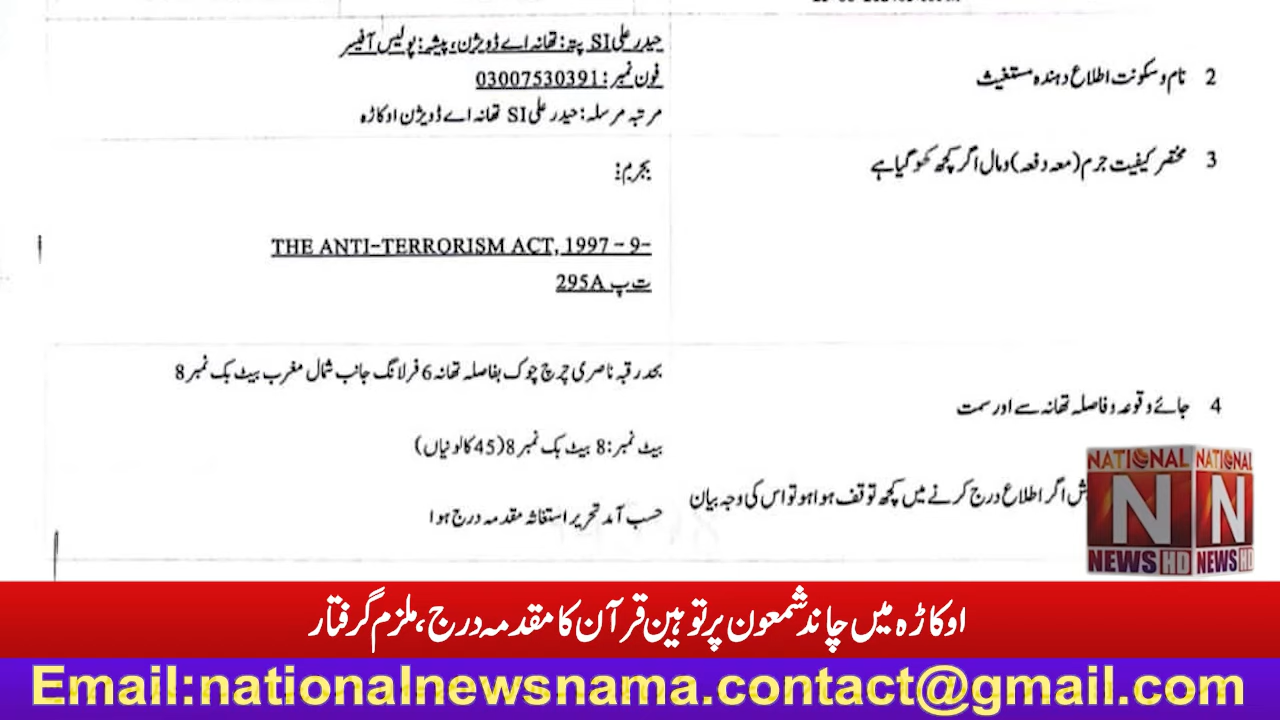 2 نام و سکونت اطلاع دہندہ مستغیث
حیدر علی SI پتہ: تھانہ اے ڈویژن، پیشہ: پولیس آفیسر
فون نمبر: 03007530391
مرتبہ مرسلہ: حیدر علی SI تھانہ اے ڈویژن اوکاڑہ
3 مختصر کیفیت جرم (معہ دفعہ) و مال اگر کچھ کھو گیا ہے
بجرم:
THE ANTI-TERRORISM ACT, 1997 - 9-
ت پ 295A
4 جائے وقوعہ و فاصلہ تھانہ سے اور سمت
بحد رقبہ ناصری چرچ چوک بفاصلہ تھانہ 6 فرلانگ جانب شمال مغرب بیٹ بک نمبر 8
بیٹ نمبر: 8 بیٹ بک نمبر 8 (45 کالونیاں)
اگر اطلاع درج کرنے میں کچھ توقف ہوا ہو تو اس کی وجہ بیان
حسب آمد تحریر استغاثہ مقدمہ درج ہوا
NATIONAL
N
NEWS HD
NATIONAL
N
NEWS HD
اوکاڑہ میں چاند شمعون پر توہین قرآن کا مقدمہ درج، ملزم گرفتار
Email:nationalnewsnama.contact@gmail.com